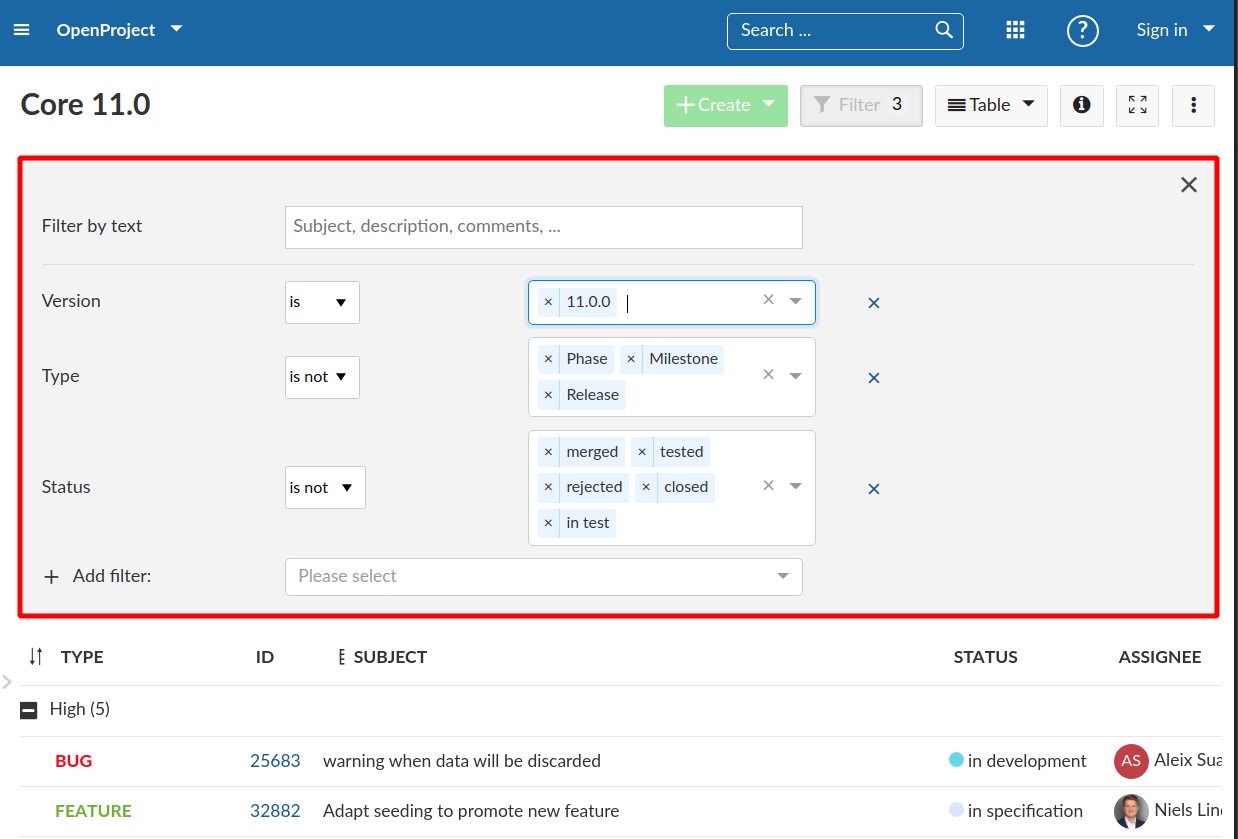 OpenProject Search ... ? Sign in
Core 11.0 Create Filter 3 Table
Filter by text Subject, description, comments, ...
Version is × 11.0.0
Type is not × Phase × Milestone
× Release
× merged × tested
Status is not × rejected × closed
× in test
+ Add filter: Please select
TYPE ID SUBJECT STATUS ASSIGNEE
High (5)
BUG 25683 warning when data will be discarded in development AS Aleix Sua
FEATURE 32882 Adapt seeding to promote new feature in specification Niels Lin